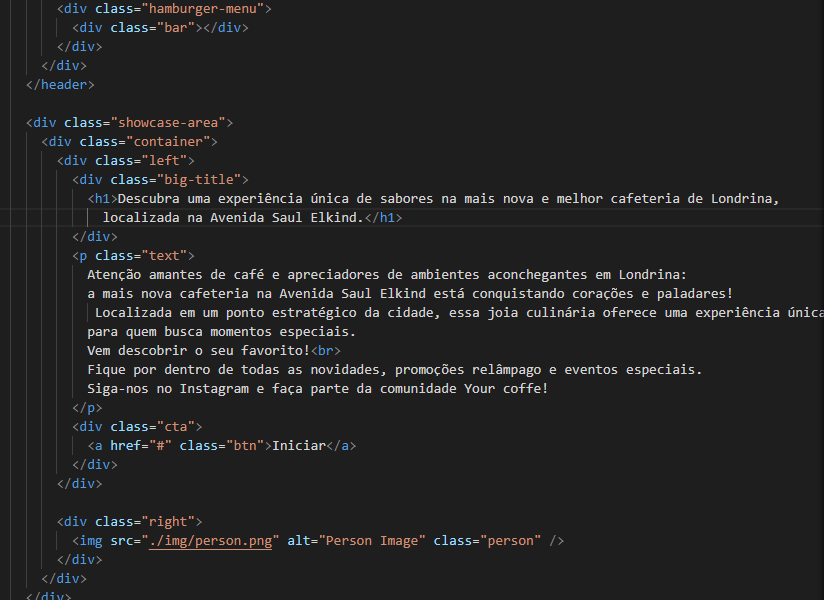 <div class="hamburger-menu">
<div class="bar"></div>
</div>
</div>
</header>
<div class="showcase-area">
<div class="container">
<div class="left">
<div class="big-title">
<h1>Descubra uma experiência única de sabores na mais nova e melhor cafeteria de Londrina,
localizada na Avenida Saul Elkind.</h1>
</div>
<p class="text">
Atenção amantes de café e apreciadores de ambientes aconchegantes em Londrina:
a mais nova cafeteria na Avenida Saul Elkind está conquistando corações e paladares!
Localizada em um ponto estratégico da cidade, essa joia culinária oferece uma experiência única
para quem busca momentos especiais.
Vem descobrir o seu favorito!<br>
Fique por dentro de todas as novidades, promoções relâmpago e eventos especiais.
Siga-nos no Instagram e faça parte da comunidade Your coffe!
</p>
<div class="cta">
<a href="#" class="btn">Iniciar</a>
</div>
</div>
<div class="right">
<img src="./img/person.png" alt="Person Image" class="person" />
</div>
</div>
</div>